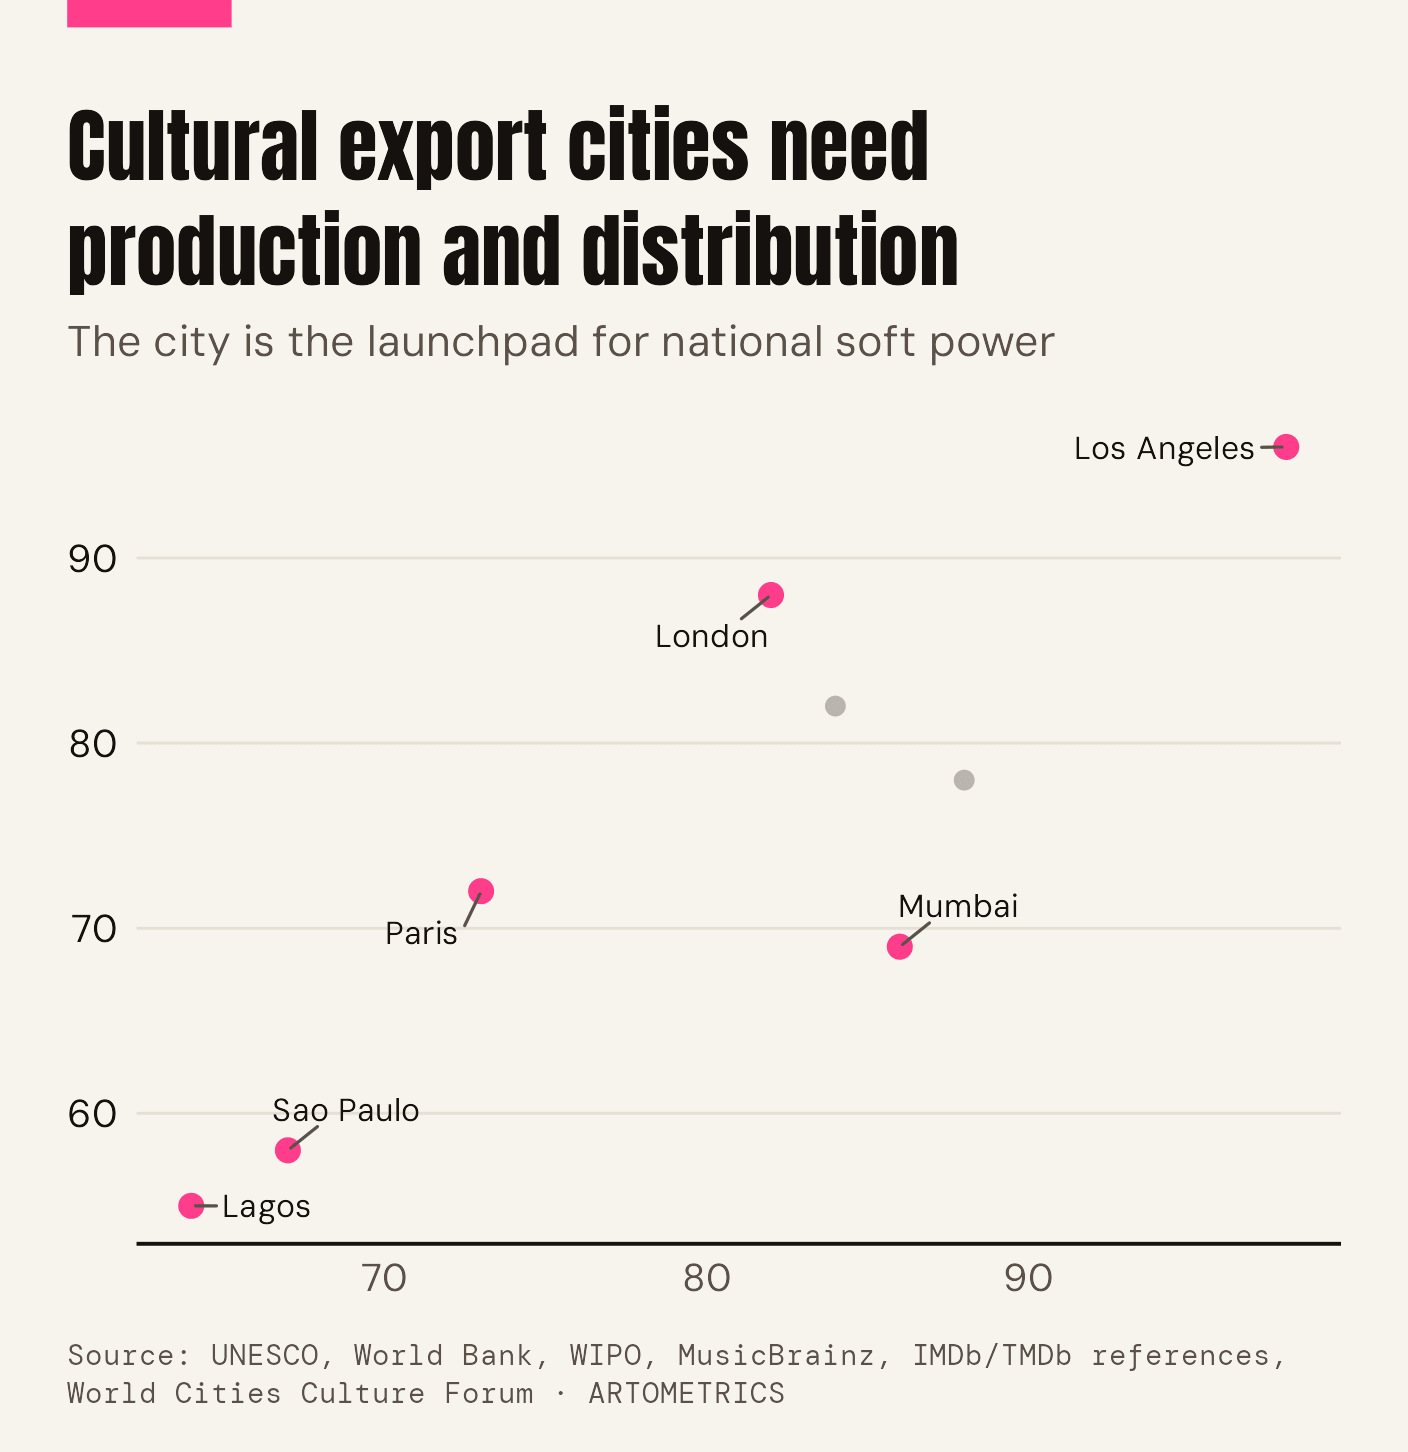 Cultural export cities need
production and distribution
The city is the launchpad for national soft power
Los Angeles
90
London
80
Mumbai
70
Paris
60
Sao Paulo
Lagos
70 80 90
Source: UNESCO, World Bank, WIPO, MusicBrainz, IMDb/TMDb references,
World Cities Culture Forum · ARTOMETRICS